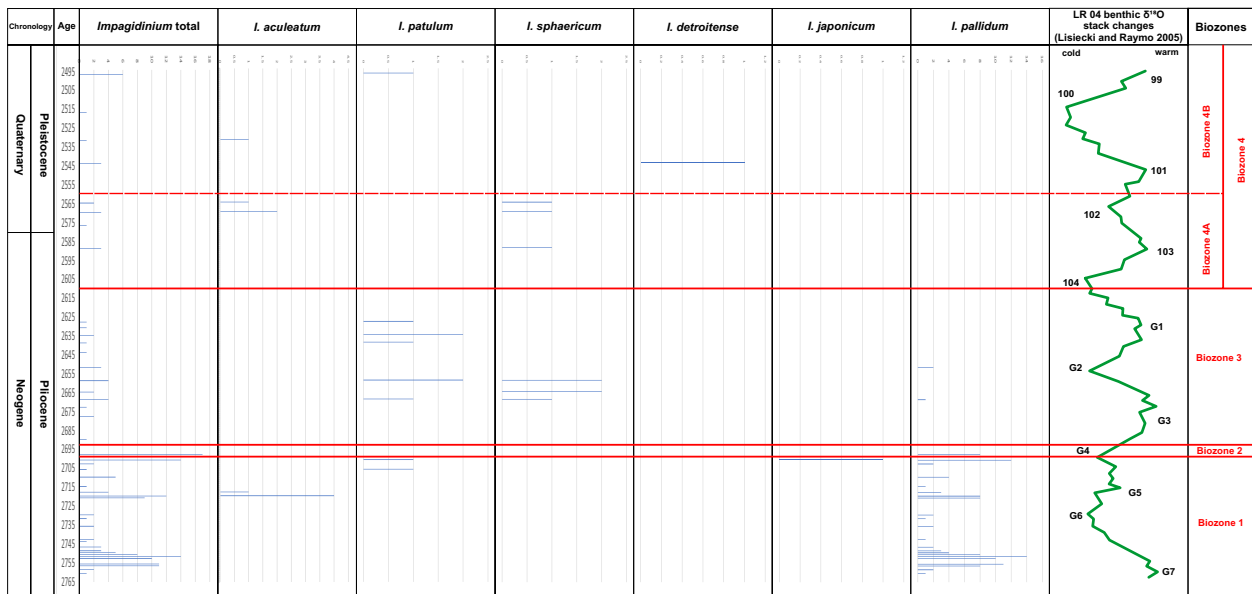 Chronology
Age
Impagidinium total
I. aculeatum
I. patulum
I. sphaericum
I. detroitense
I. japonicum
I. pallidum
LR 04 benthic δ¹⁸O
stack changes
(Lisiecki and Raymo 2005)
Biozones
cold
warm
Quaternary
Pleistocene
Neogene
Pliocene
2495
2505
2515
2525
2535
2545
2555
2565
2575
2585
2595
2605
2615
2625
2635
2645
2655
2665
2675
2685
2695
2705
2715
2725
2735
2745
2755
2765
99
100
101
102
103
104
G1
G2
G3
G4
G5
G6
G7
Biozone 4B
Biozone 4
Biozone 4A
Biozone 3
Biozone 2
Biozone 1